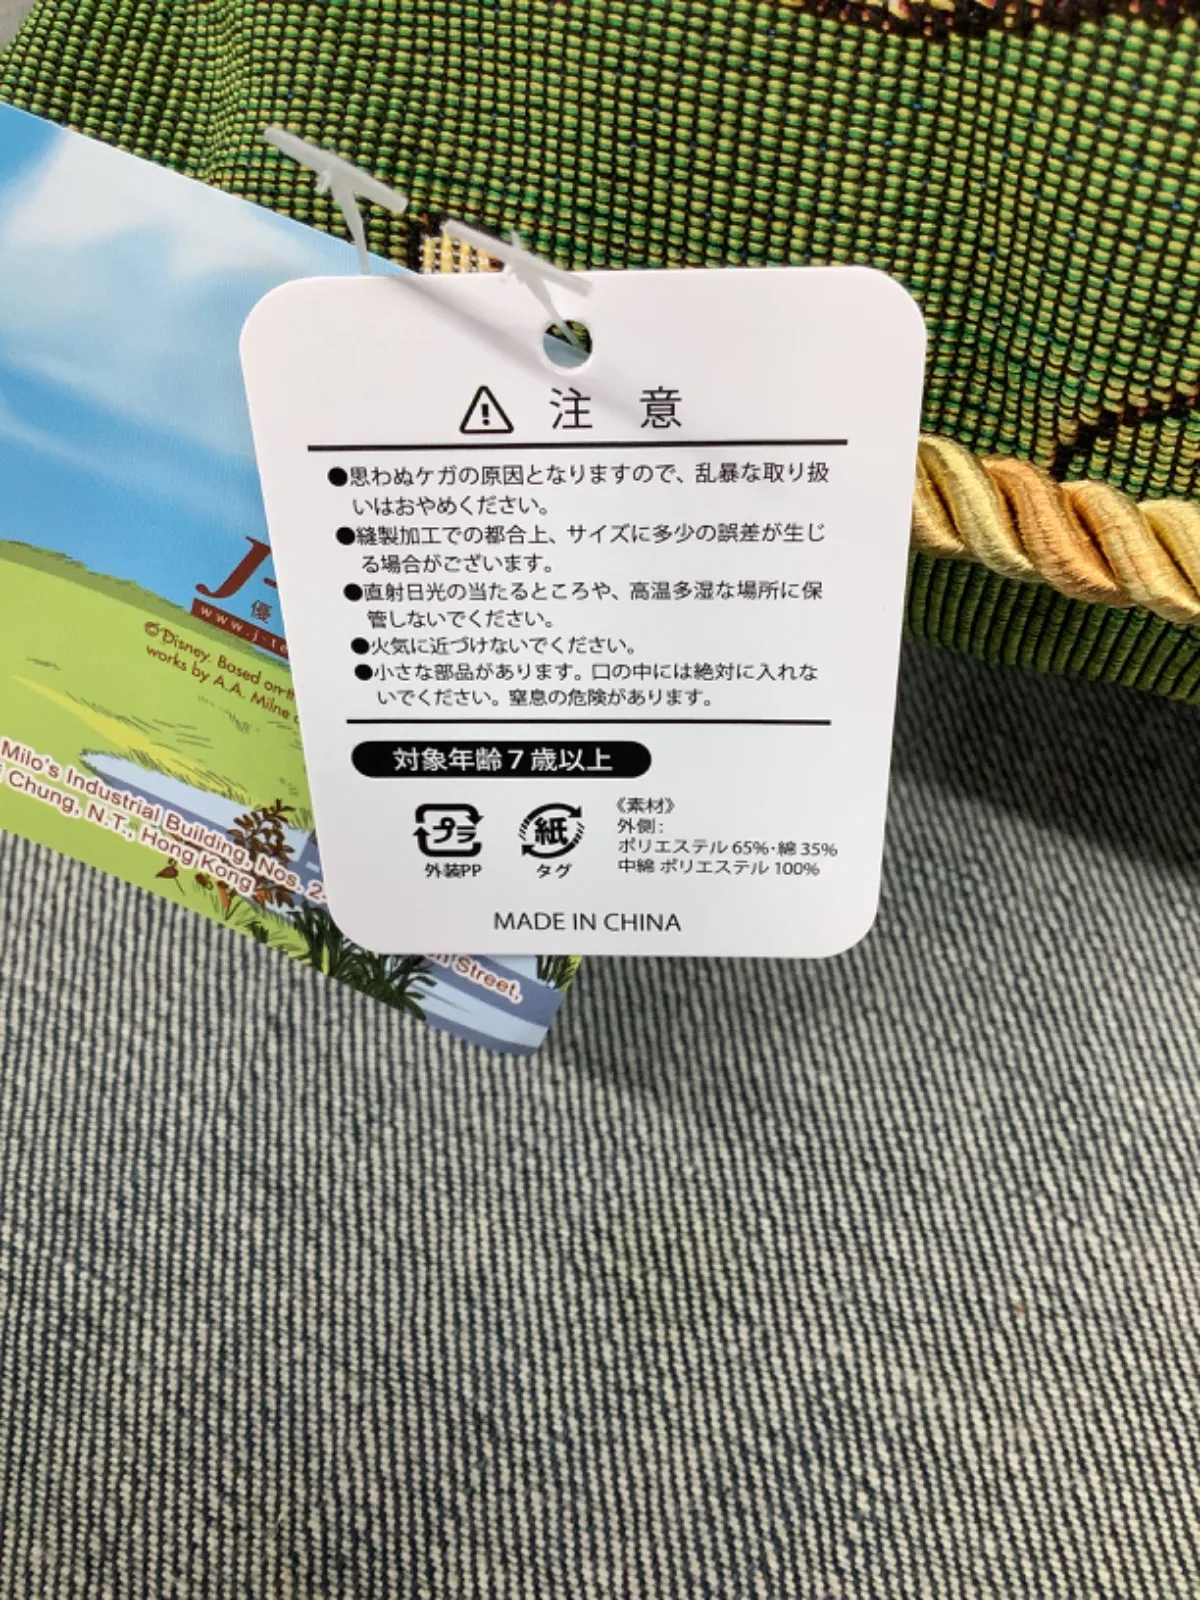 注 意
●思わぬケガの原因となりますので、乱暴な取り扱
いはおやめください。
●縫製加工での都合上、サイズに多少の誤差が生じ
る場合がございます。
●直射日光の当たるところや、高温多湿な場所に保
管しないでください。
●火気に近づけないでください。
●小さな部品があります。口の中には絶対に入れな
いでください。窒息の危険があります。
対象年齢7歳以上
プラ
外装PP
紙
タグ
《素材》
外側：
ポリエステル 65%・綿 35%
中綿 ポリエステル 100%
MADE IN CHINA
優
www.j-
©Disney. Based on
works by A.A. Milne
Milo's Industrial Building, Nos. 2
Chung, N.T., Hong Kong
Street,